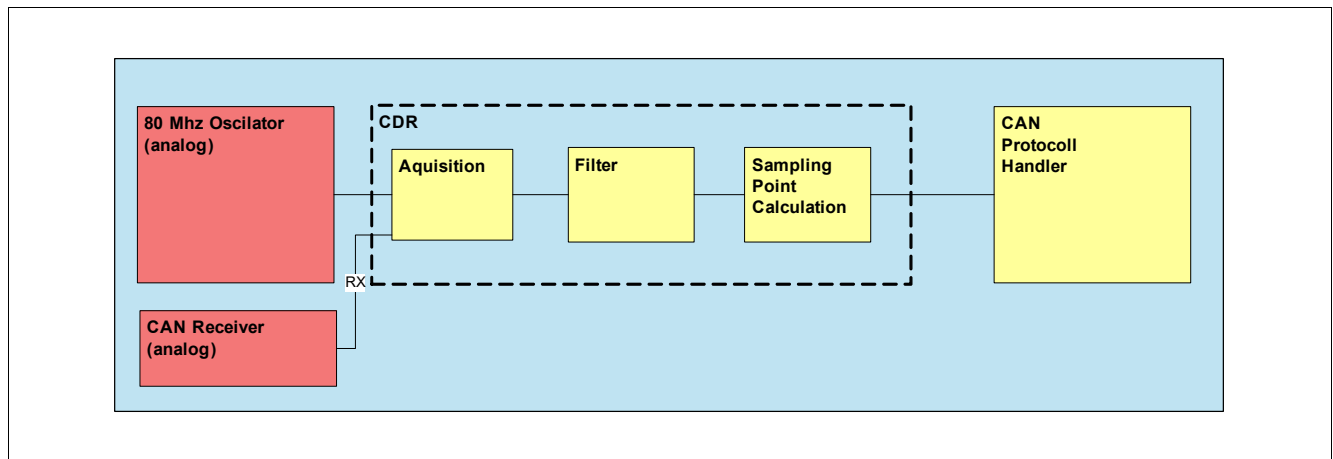 80 Mhz Oscilator
(analog)
CDR
Aquisition
Filter
Sampling
Point
Calculation
CAN
Protocoll
Handler
RX
CAN Receiver
(analog)